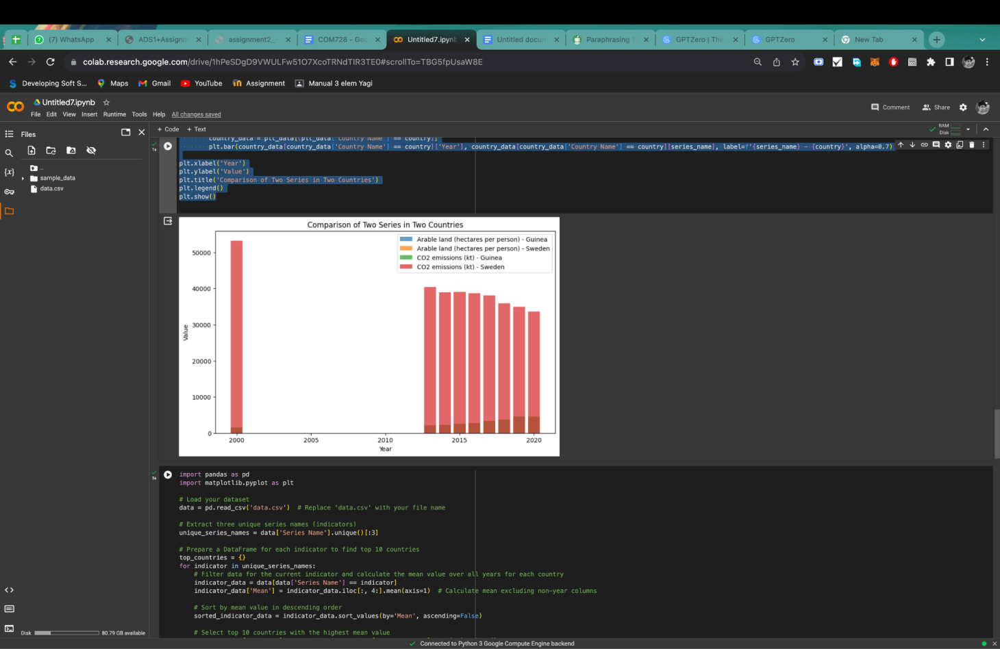 (7) WhatsApp
ADS1+Assignm
assignment2_
COM728 - Goo
Untitled7.ipynb
Untitled docum
Paraphrasing T
GPTZero | The
GPTZero
New Tab
colab.research.google.com/drive/1hPeSDgD9VWULFw51O7XcoTRNdTIR3TE0#scrollTo=TBG5fpUsaW8E
Developing Soft S...
Maps
Gmail
YouTube
Assignment
Manual 3 elem Yagi
Untitled7.ipynb
Comment
Share
File Edit View Insert Runtime Tools Help All changes saved
Files
+ Code + Text
RAM
Disk
..
sample_data
data.csv
1s
country_data = plt_data[(plt_data['Country Name'] == country)]
plt.bar(country_data[country_data['Country Name'] == country]['Year'], country_data[country_data['Country Name'] == country][series_name], label=f'{series_name} - {country}', alpha=0.7)
plt.xlabel('Year')
plt.ylabel('Value')
plt.title('Comparison of Two Series in Two Countries')
plt.legend()
plt.show()
Comparison of Two Series in Two Countries
Arable land (hectares per person) - Guinea
Arable land (hectares per person) - Sweden
CO2 emissions (kt) - Guinea
CO2 emissions (kt) - Sweden
50000
40000
30000
20000
10000
0
Value
2000 2005 2010 2015 2020
Year
5s
import pandas as pd
import matplotlib.pyplot as plt
# Load your dataset
data = pd.read_csv('data.csv') # Replace 'data.csv' with your file name
# Extract three unique series names (indicators)
unique_series_names = data['Series Name'].unique()[:3]
# Prepare a DataFrame for each indicator to find top 10 countries
top_countries = {}
for indicator in unique_series_names:
# Filter data for the current indicator and calculate the mean value over all years for each country
indicator_data = data[data['Series Name'] == indicator]
indicator_data['Mean'] = indicator_data.iloc[:, 4:].mean(axis=1) # Calculate mean excluding non-year columns
# Sort by mean value in descending order
sorted_indicator_data = indicator_data.sort_values(by='Mean', ascending=False)
# Select top 10 countries with the highest mean value
Disk
80.79 GB available
Connected to Python 3 Google Compute Engine backend